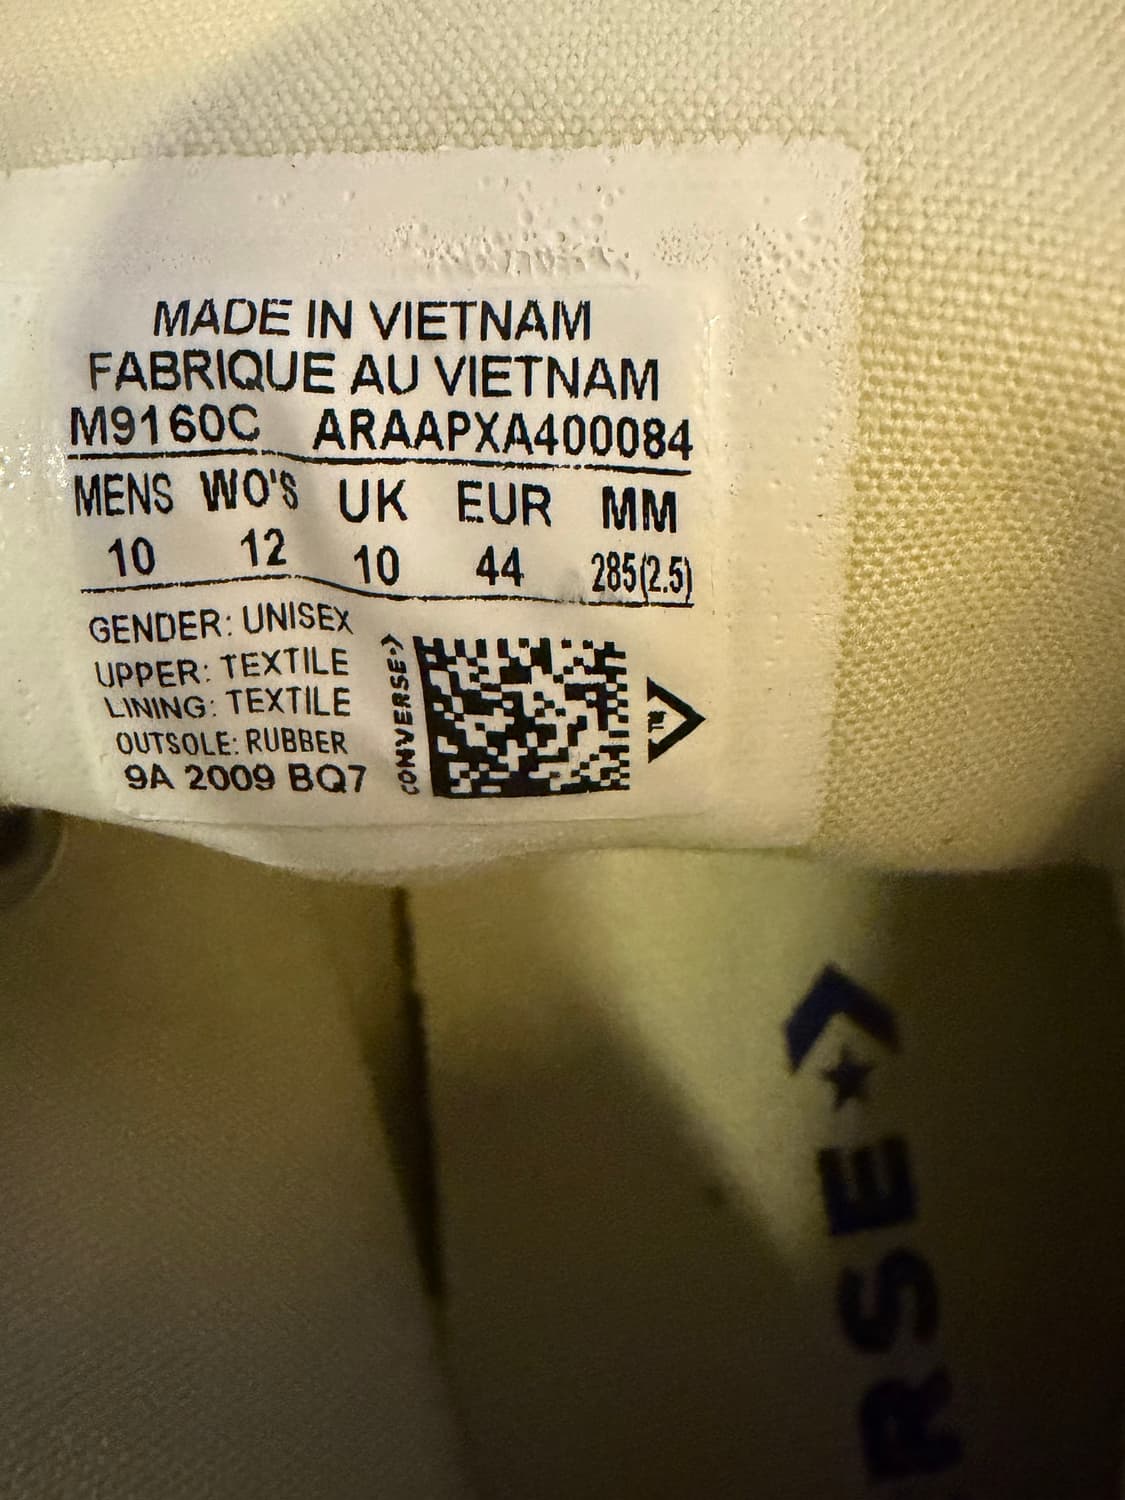 MADE IN VIETNAM
FABRIQUE AU VIETNAM
M9160C ARAAPXA400084
MENS WO'S UK EUR MM
10 12 10 44 285(2.5)
GENDER: UNISEX
UPPER: TEXTILE
LINING: TEXTILE
OUTSOLE: RUBBER
9A 2009 BQ7
CONVERSE
TM
RSE